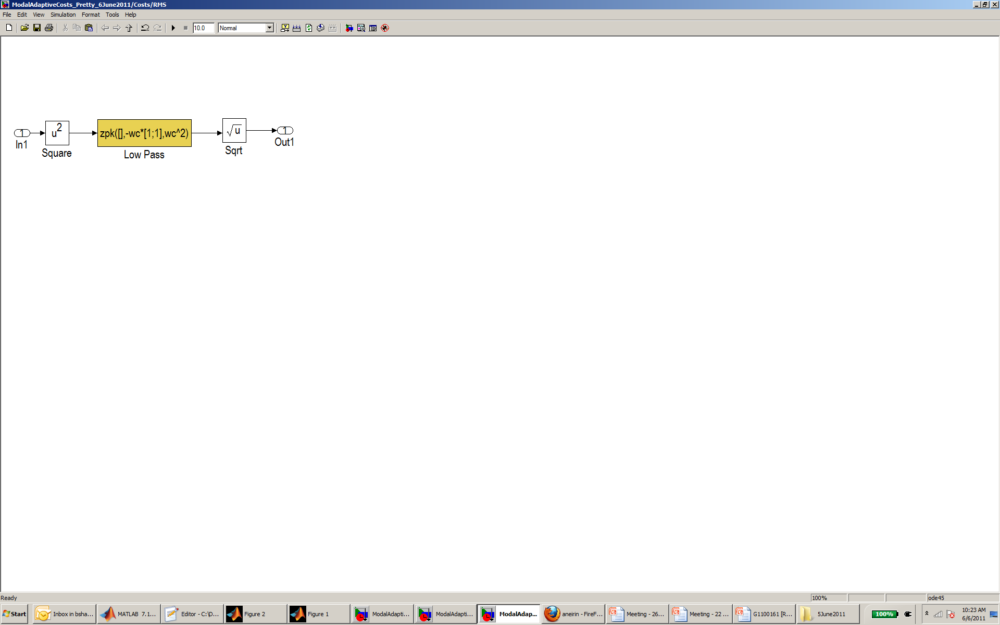 ModalAdaptiveCosts_Pretty_6June2011/Costs/RMS
File Edit View Simulation Format Tools Help
10.0 Normal
1 u² zpk([],-wc*[1;1],wc^2) √u 1
In1 Square Low Pass Sqrt Out1
Ready 100% ode45
Start Inbox in bsha... MATLAB 7.1... Editor - C:\D... Figure 2 Figure 1 ModalAdapti... ModalAdapti... ModalAdap... aneirin - FireF... Meeting - 26... Meeting - 22 ... G1100161 [R... 5June2011 100% 10:23 AM
6/6/2011